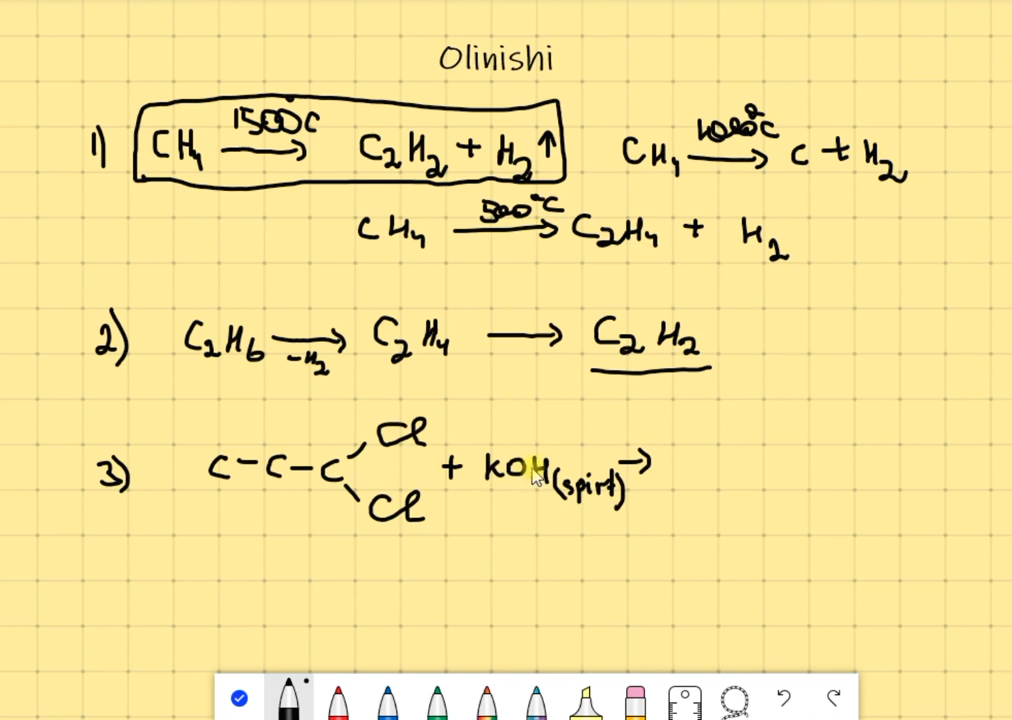 Olinishi
1) CH₄ →(1500°C) C₂H₂ + H₂↑
CH₄ →(1000°C) C + H₂
CH₄ →(500°C) C₂H₄ + H₂
2) C₂H₆ →(-H₂) C₂H₄ → C₂H₂
Cl
3) C-C-C + KOH(spirt) →
Cl